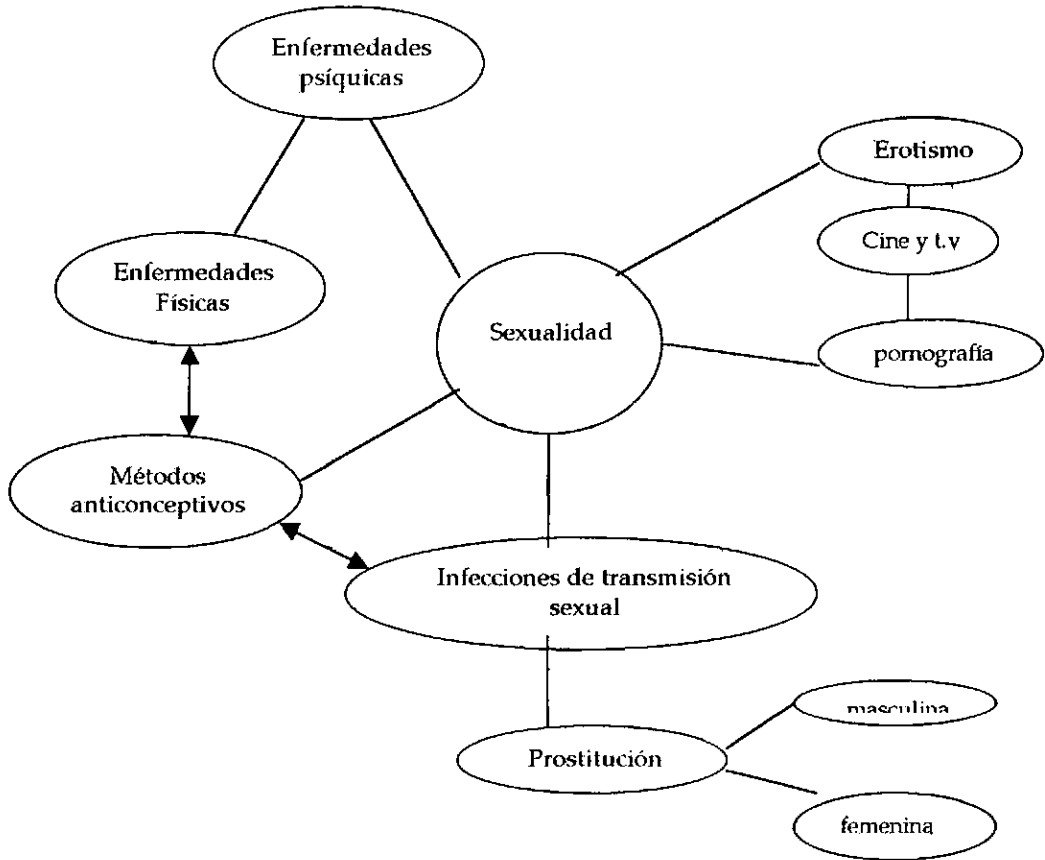 Enfermedades
psíquicas
Erotismo
Cine y t.v
Enfermedades
Físicas
Sexualidad
pornografía
Métodos
anticonceptivos
Infecciones de transmisión
sexual
masculina
Prostitución
femenina